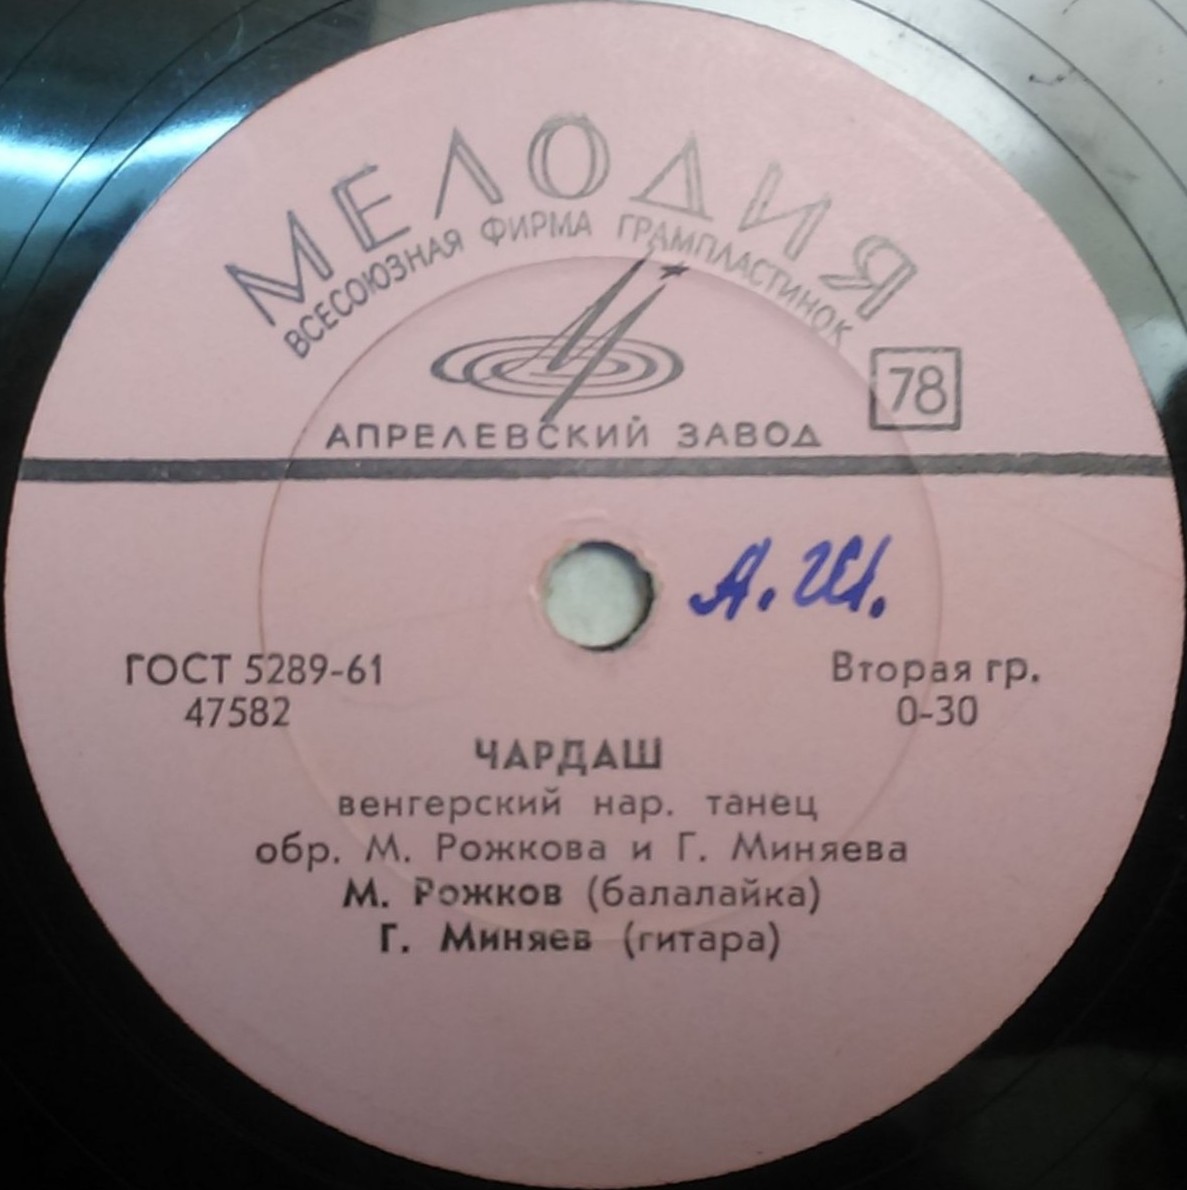 МЕЛОДИЯ
ВСЕСОЮЗНАЯ ФИРМА ГРАМПЛАСТИНОК
78
АПРЕЛЕВСКИЙ ЗАВОД
А. Ш.
ГОСТ 5289-61
47582
Вторая гр.
0-30
ЧАРДАШ
венгерский нар. танец
обр. М. Рожкова и Г. Миняева
М. Рожков (балалайка)
Г. Миняев (гитара)